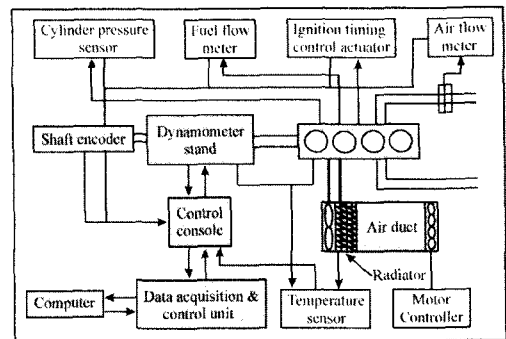 Cylinder pressure
sensor
Fuel flow
meter
Ignition timing
control actuator
Air flow
meter
Shaft encoder
Dynamometer
stand
Control
console
Air duct
Radiator
Computer
Data acquisition &
control unit
Temperature
sensor
Motor
Controller